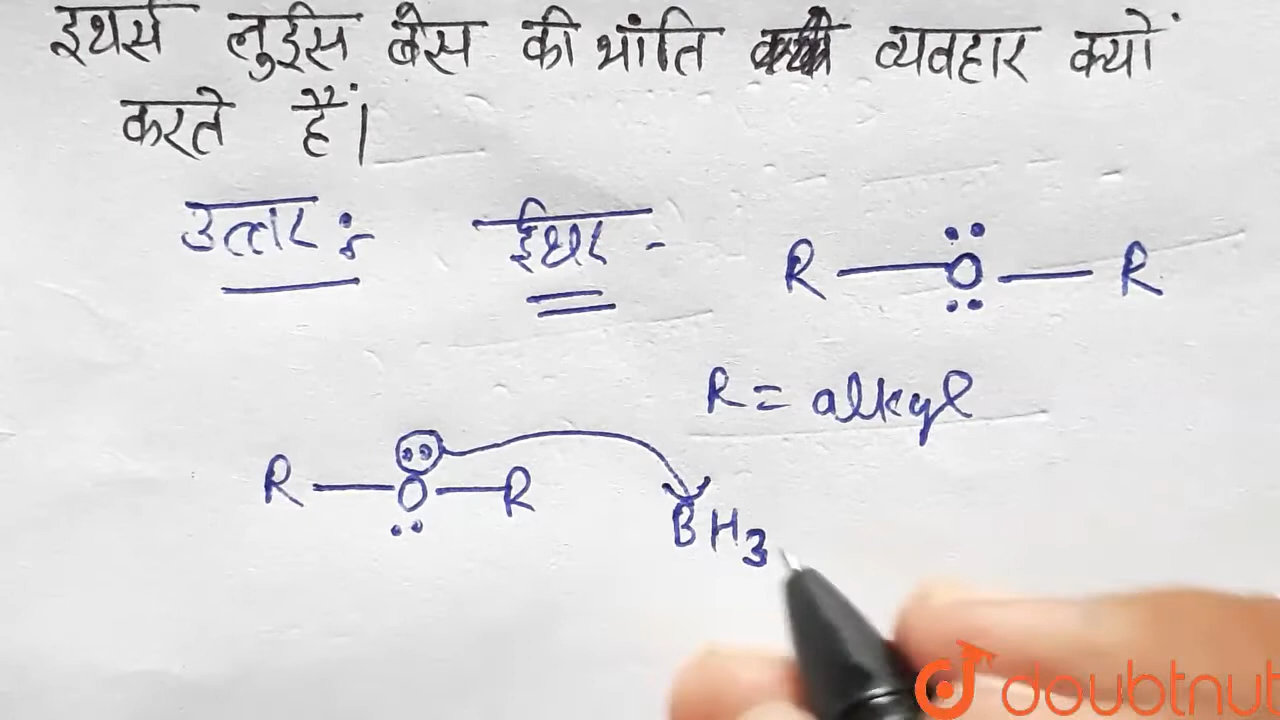 इथर्स लुईस बेस की भांति व्यवहार क्यों
करते हैं।
उत्तर :- ईथर - R — O — R
R = alkyl
R — O — R BH3
doubtnut